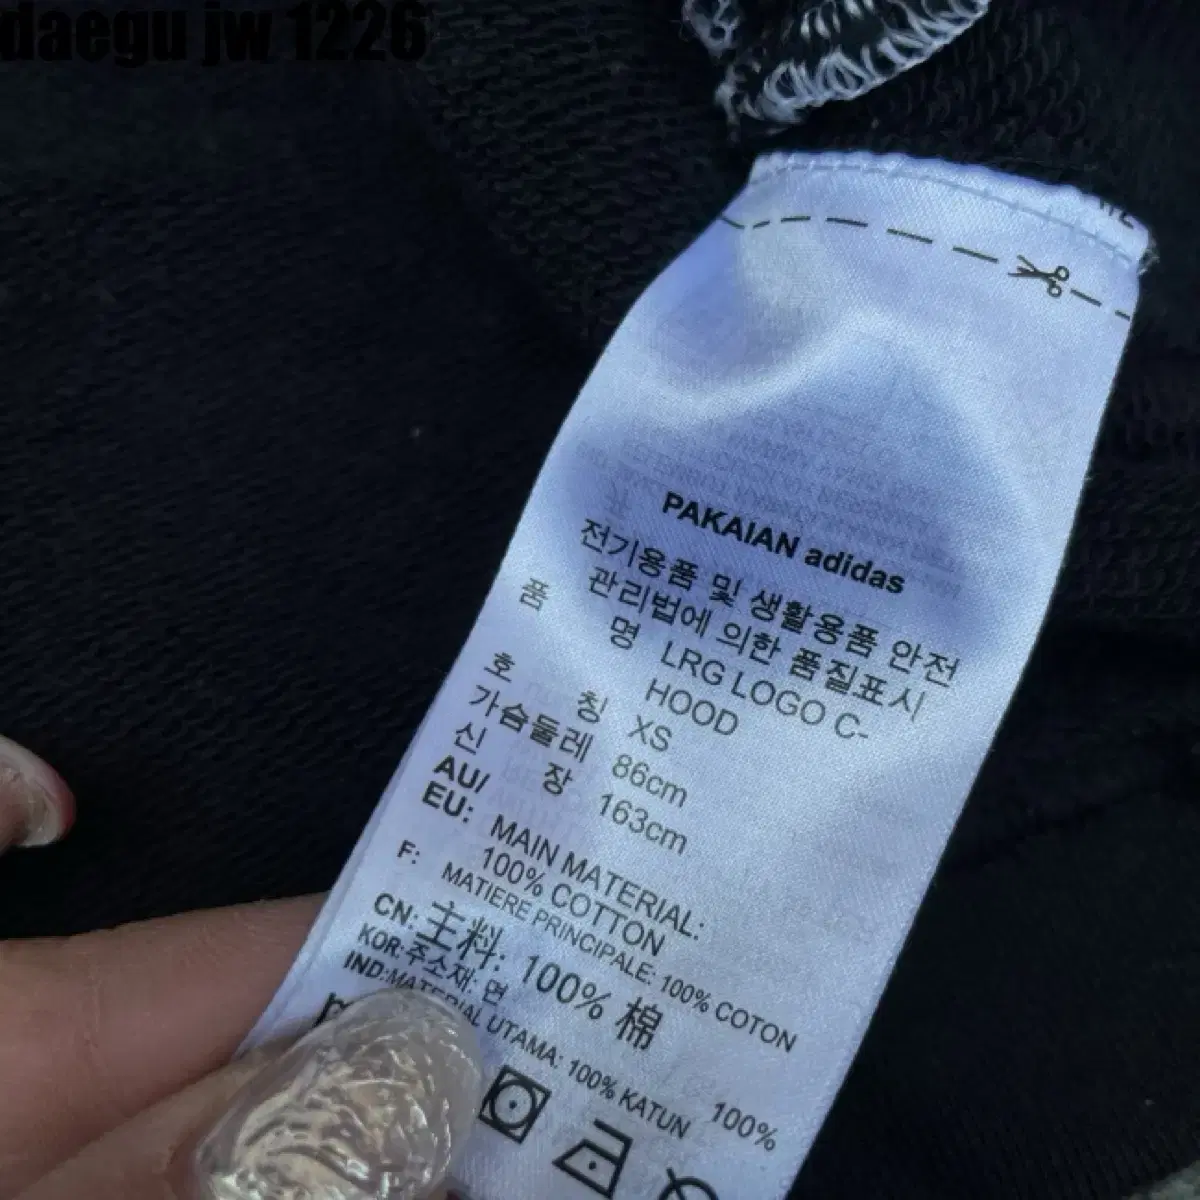 daegu jw 1226
PAKAIAN adidas
전기용품 및 생활용품 안전
관리법에 의한 품질표시
품 명 LRG LOGO C-
HOOD
호 칭 XS
가슴둘레 86cm
신 장 163cm
AU/
EU: MAIN MATERIAL:
100% COTTON
F: MATIERE PRINCIPALE: 100% COTON
CN: 主料: 100% 棉
KOR: 주소재: 면 100%
IND:MATERIAL UTAMA: 100% KATUN